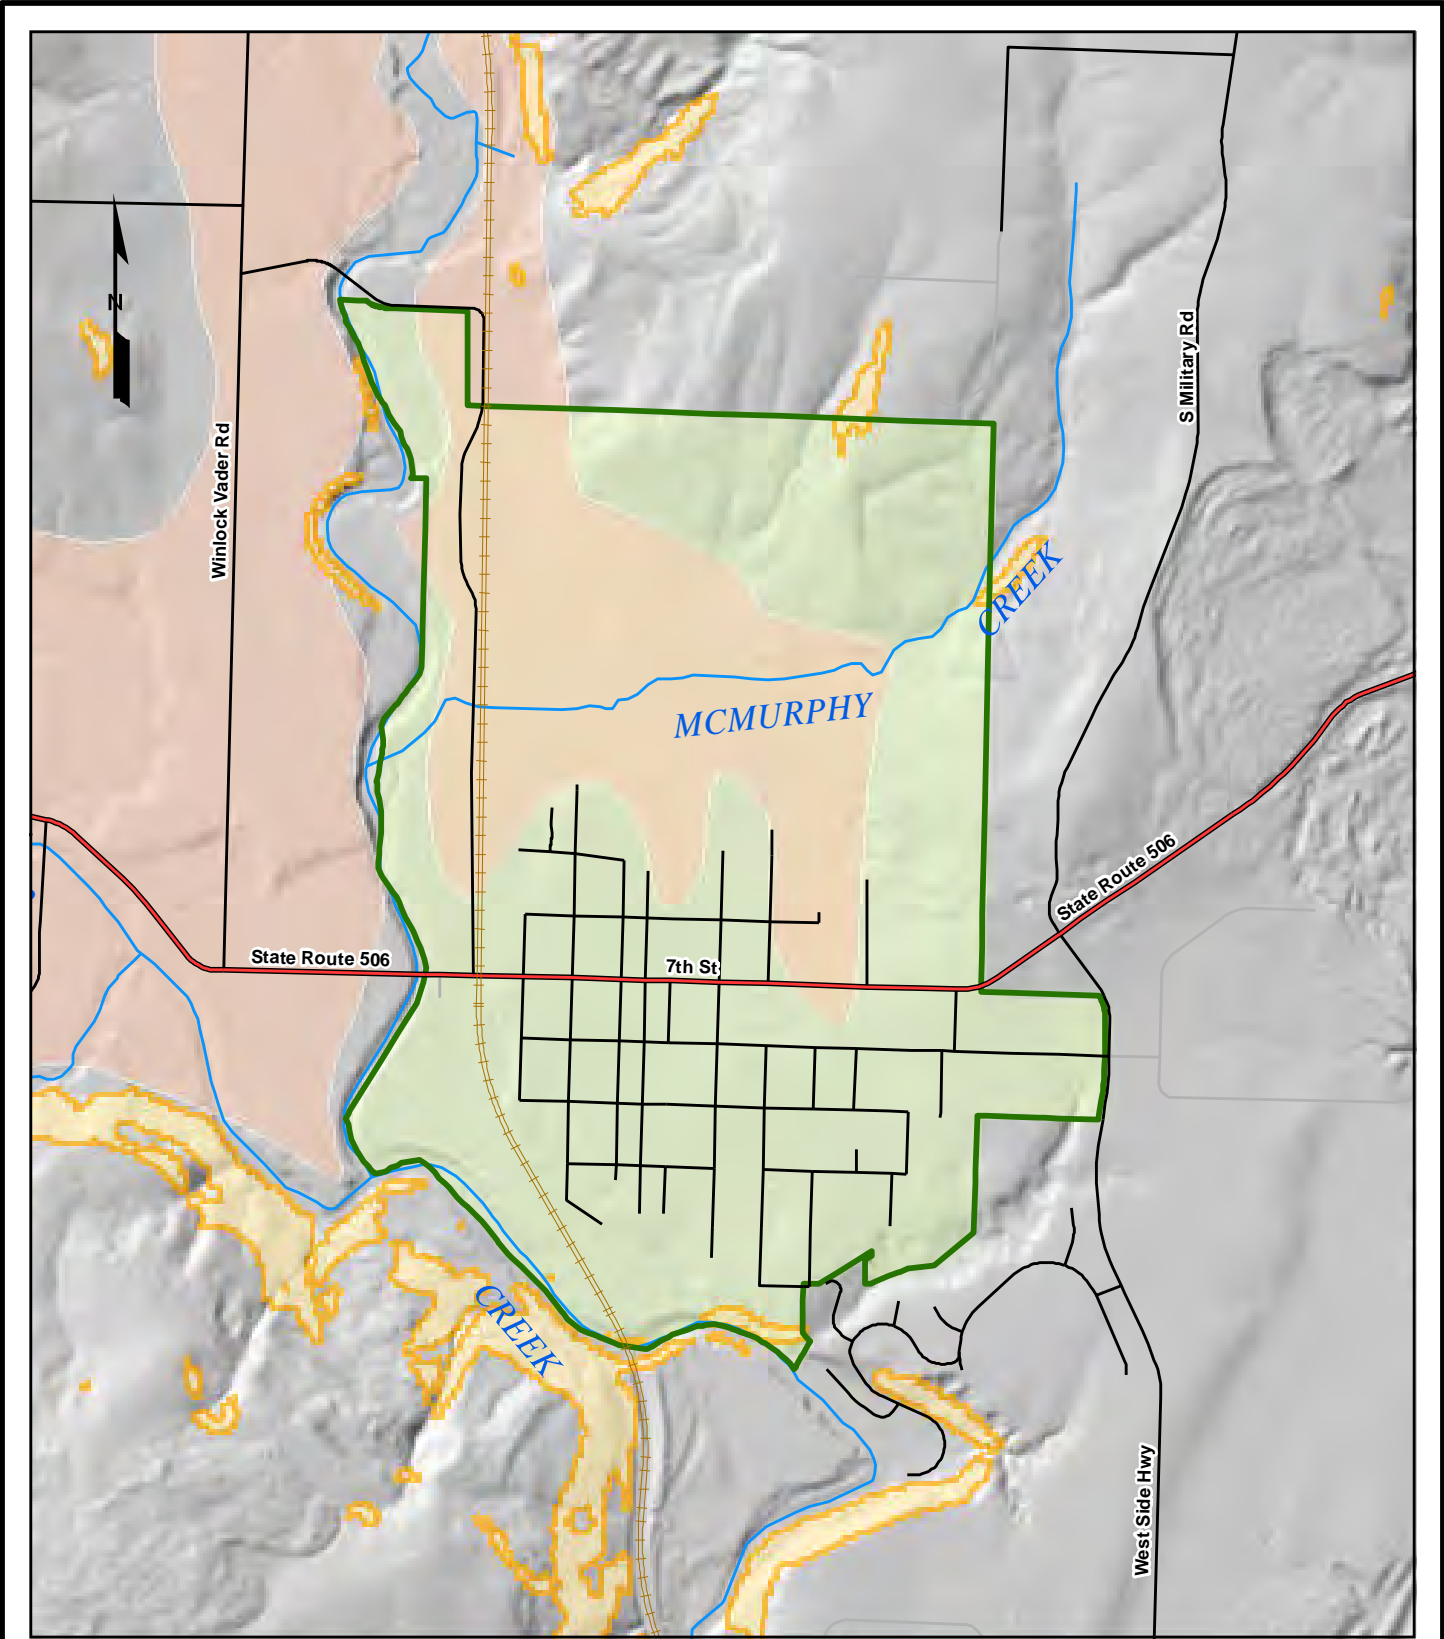 N
S Military Rd
Winlock Vader Rd
CREEK
MCMURPHY
State Route 506
State Route 506
7th St
CREEK
West Side Hwy